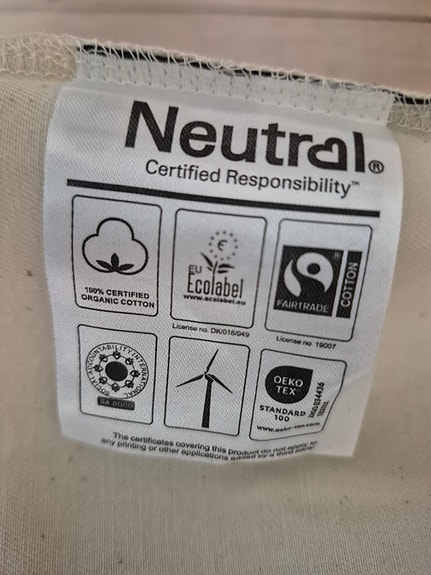 Neutral®
Certified Responsibility™
100% CERTIFIED
ORGANIC COTTON
EU
Ecolabel
www.ecolabel.eu
License no. DK/016/049
FAIRTRADE
COTTON
License no. 19007
SOCIAL ACCOUNTABILITY INTERNATIONAL
SA 8000
OEKO
TEX®
STANDARD
100
www.oeko-tex.com
The certificates covering this product do not apply to
any printing or other applications added by a third party.